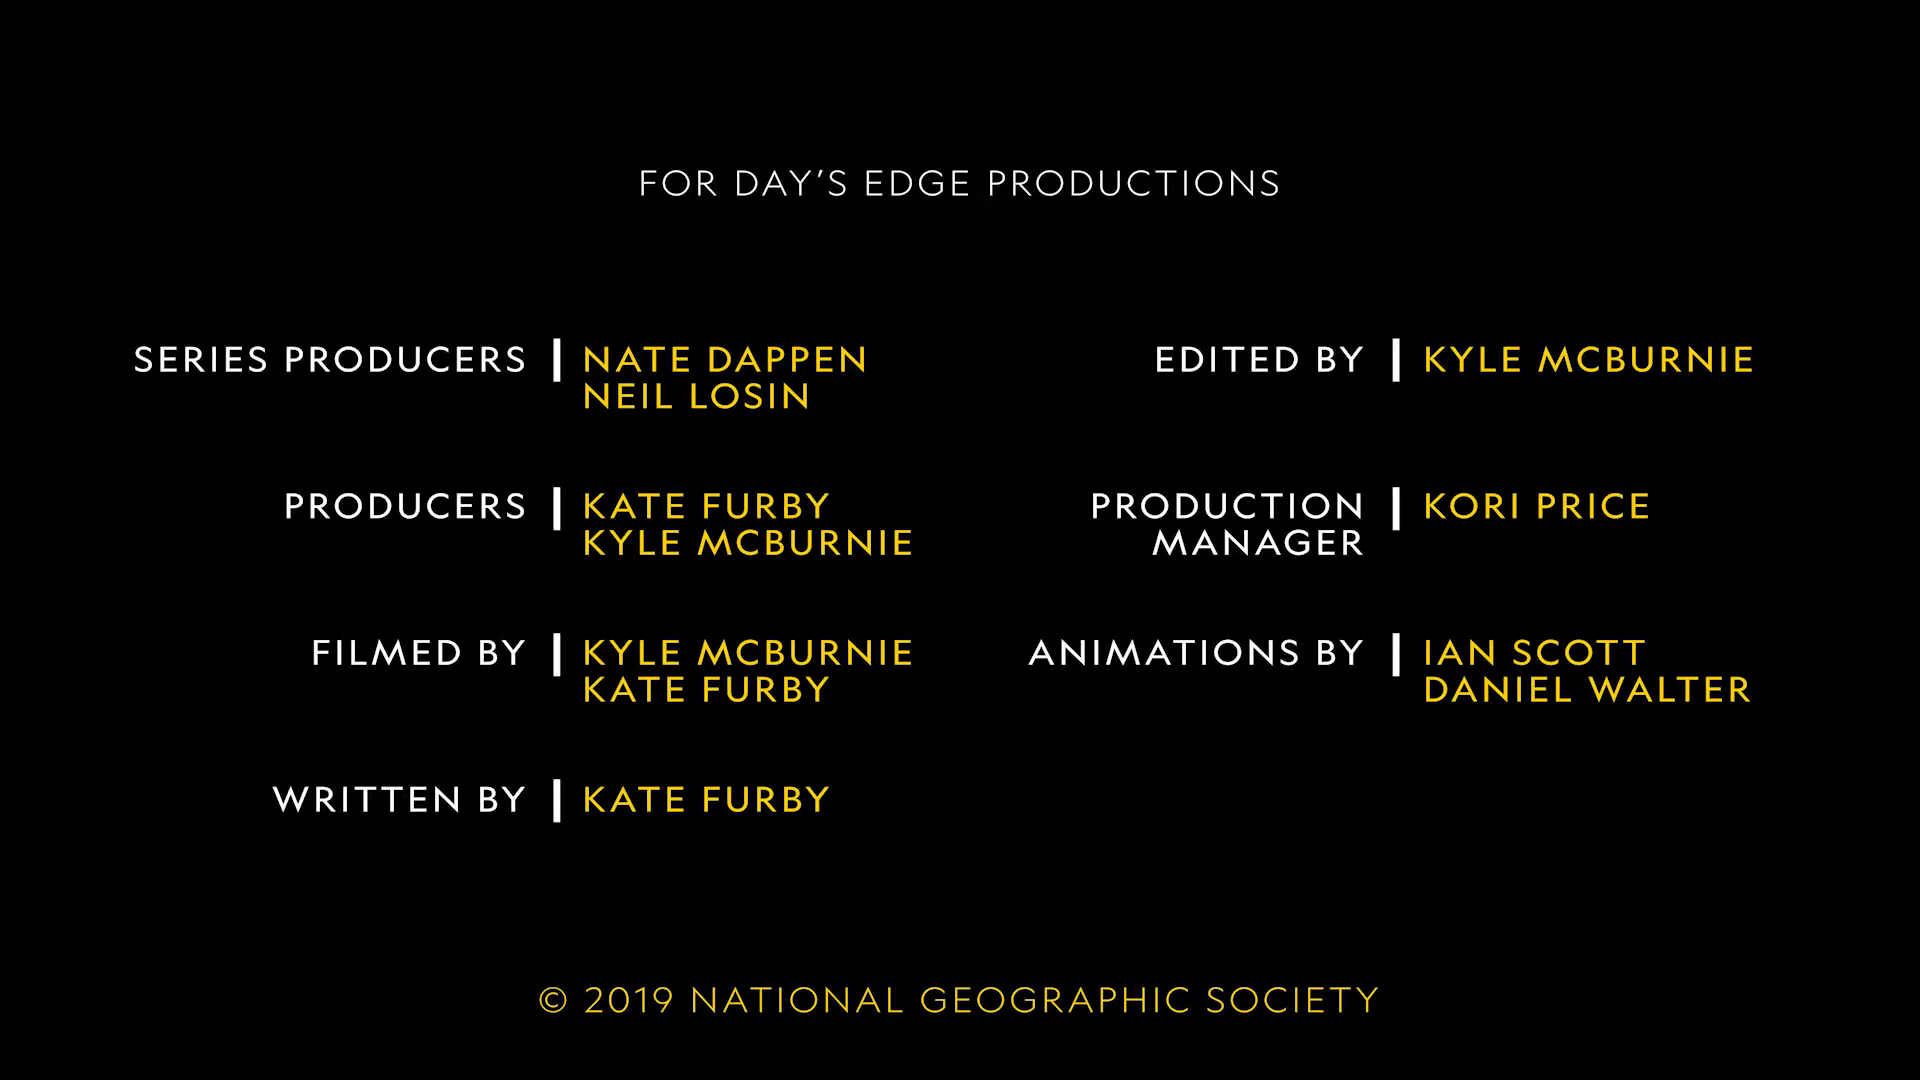 FOR DAY’S EDGE PRODUCTIONS
SERIES PRODUCERS | NATE DAPPEN
NEIL LOSIN
PRODUCERS | KATE FURBY
KYLE MCBURNIE
FILMED BY | KYLE MCBURNIE
KATE FURBY
WRITTEN BY | KATE FURBY
EDITED BY | KYLE MCBURNIE
PRODUCTION | KORI PRICE
MANAGER
ANIMATIONS BY | IAN SCOTT
DANIEL WALTER
© 2019 NATIONAL GEOGRAPHIC SOCIETY